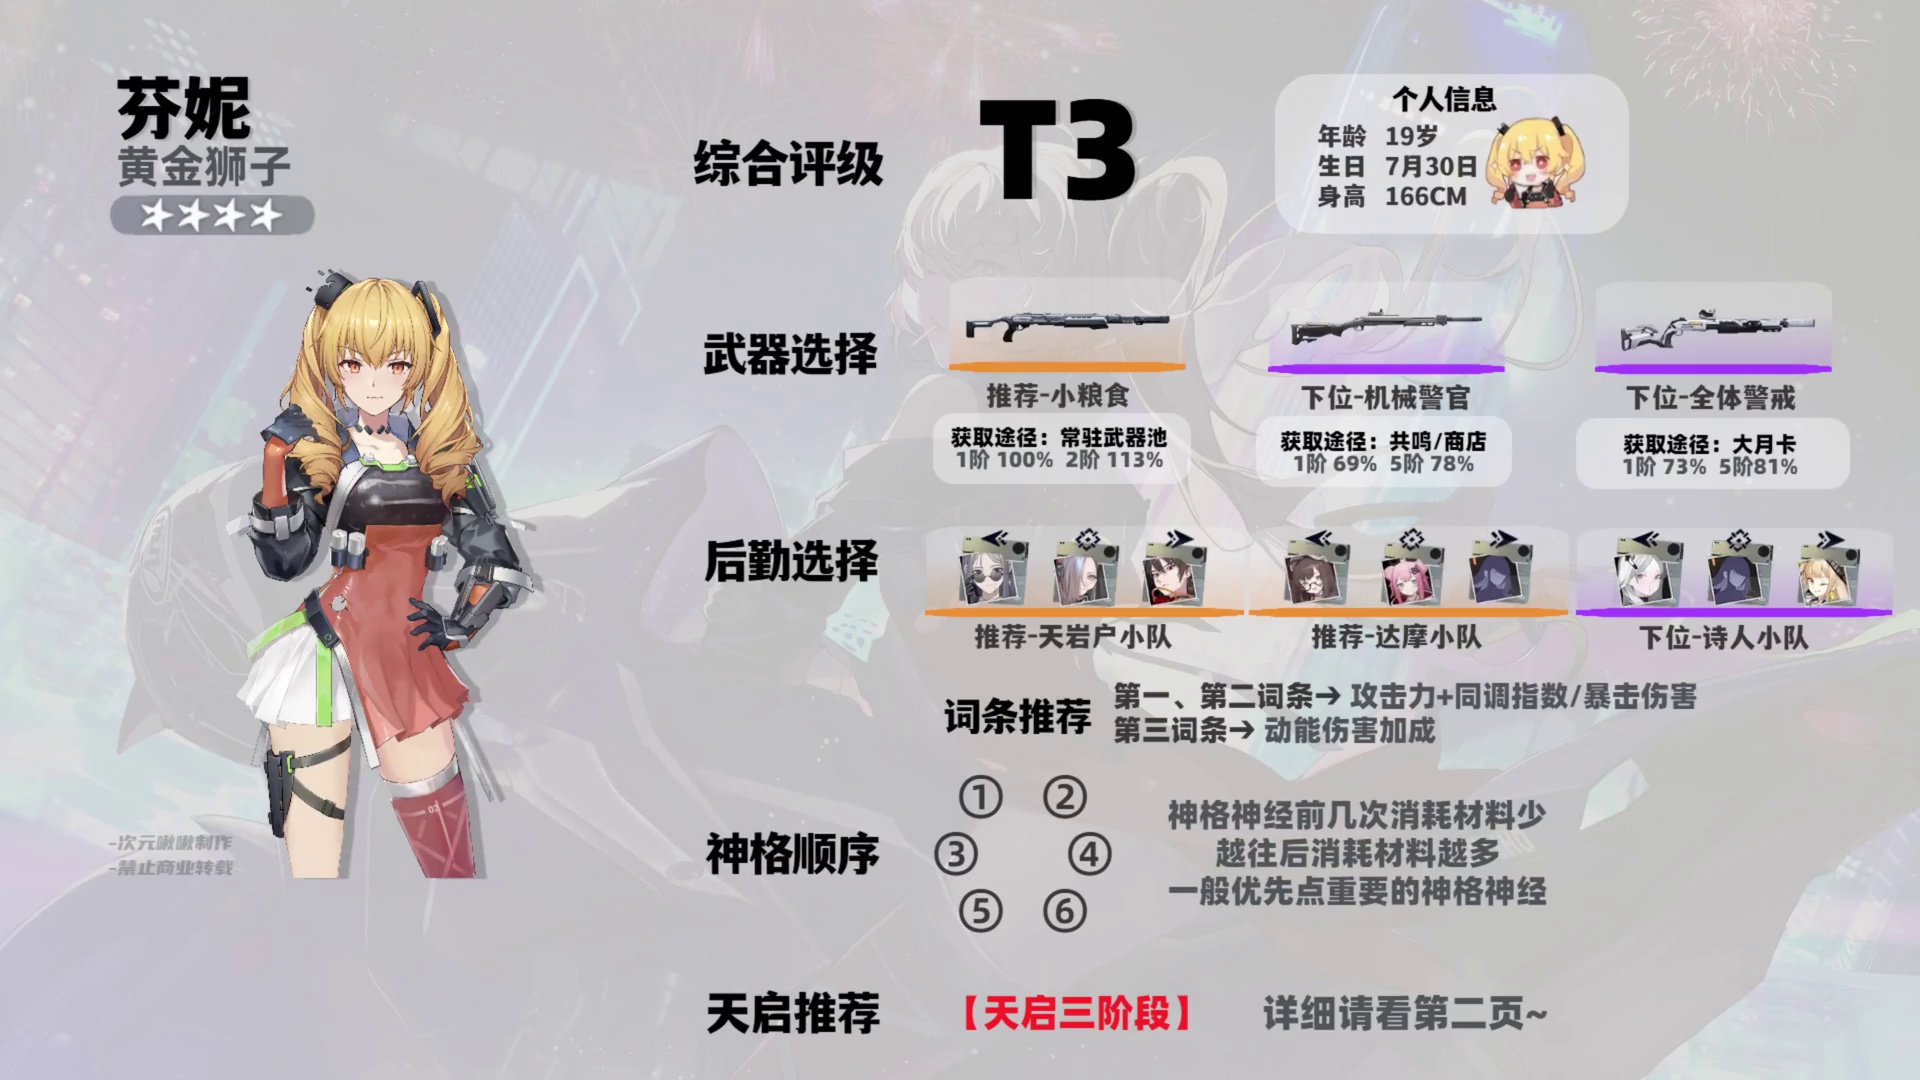 芬妮
黄金狮子
综合评级
T3
个人信息
年龄 19岁
生日 7月30日
身高 166CM
武器选择
推荐-小粮食
获取途径：常驻武器池
1阶 100% 2阶 113%
下位-机械警官
获取途径：共鸣/商店
1阶 69% 5阶 78%
下位-全体警戒
获取途径：大月卡
1阶 73% 5阶81%
后勤选择
推荐-天岩户小队
推荐-达摩小队
下位-诗人小队
词条推荐
第一、第二词条→ 攻击力+同调指数/暴击伤害
第三词条→ 动能伤害加成
神格顺序
① ②
③ ④
⑤ ⑥
神格神经前几次消耗材料少
越往后消耗材料越多
一般优先点重要的神格神经
天启推荐
【天启三阶段】
详细请看第二页~
-次元啾啾制作
-禁止商业转载